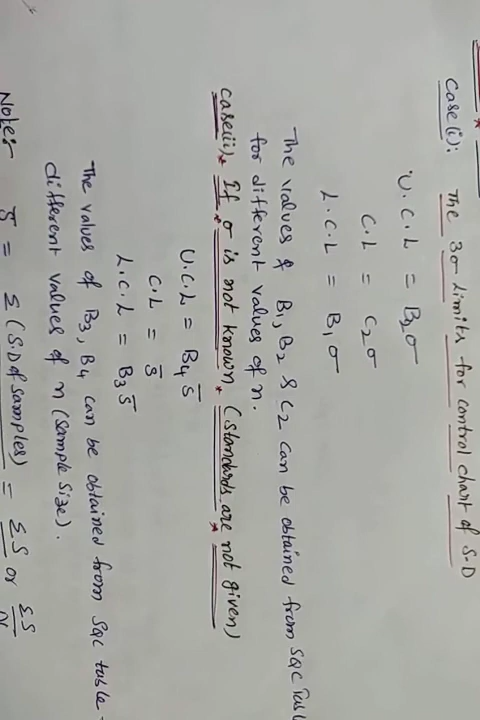 Case(i): The 3σ limits for control chart of S-D
U.C.L = B2σ
C.L = C2σ
L.C.L = B1σ
The values of B1, B2 & C2 can be obtained from SQC Tabl
for different values of n.
case(ii) If σ is not known (standards are not given)
U.C.L = B4 s̄
C.L = s̄
L.C.L = B3 s̄
The values of B3, B4 can be obtained from SQC table
different values of n (sample size).
Note:- s̄ = Σ(S.D of samples) = ΣS or ΣS/N